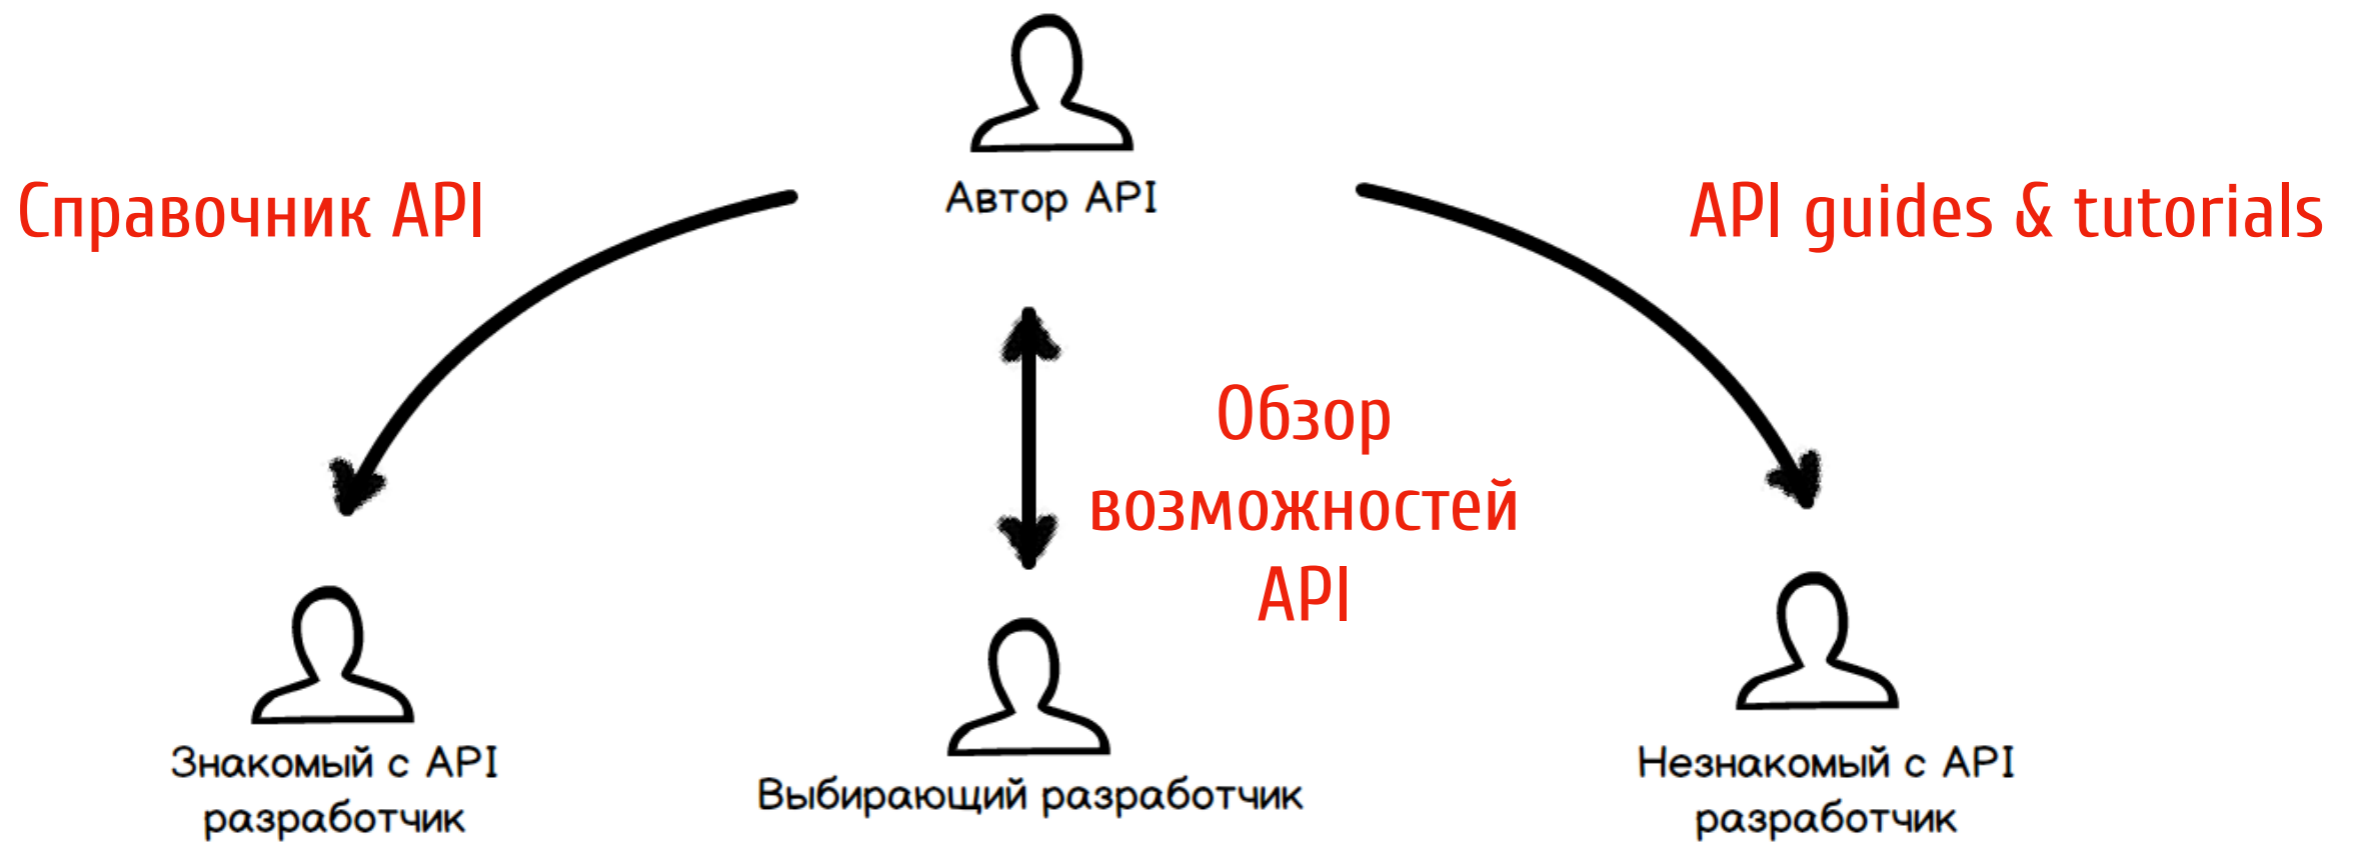 Автор API
Справочник API
API guides & tutorials
Обзор
возможностей
API
Знакомый с API
разработчик
Выбирающий разработчик
Незнакомый с API
разработчик